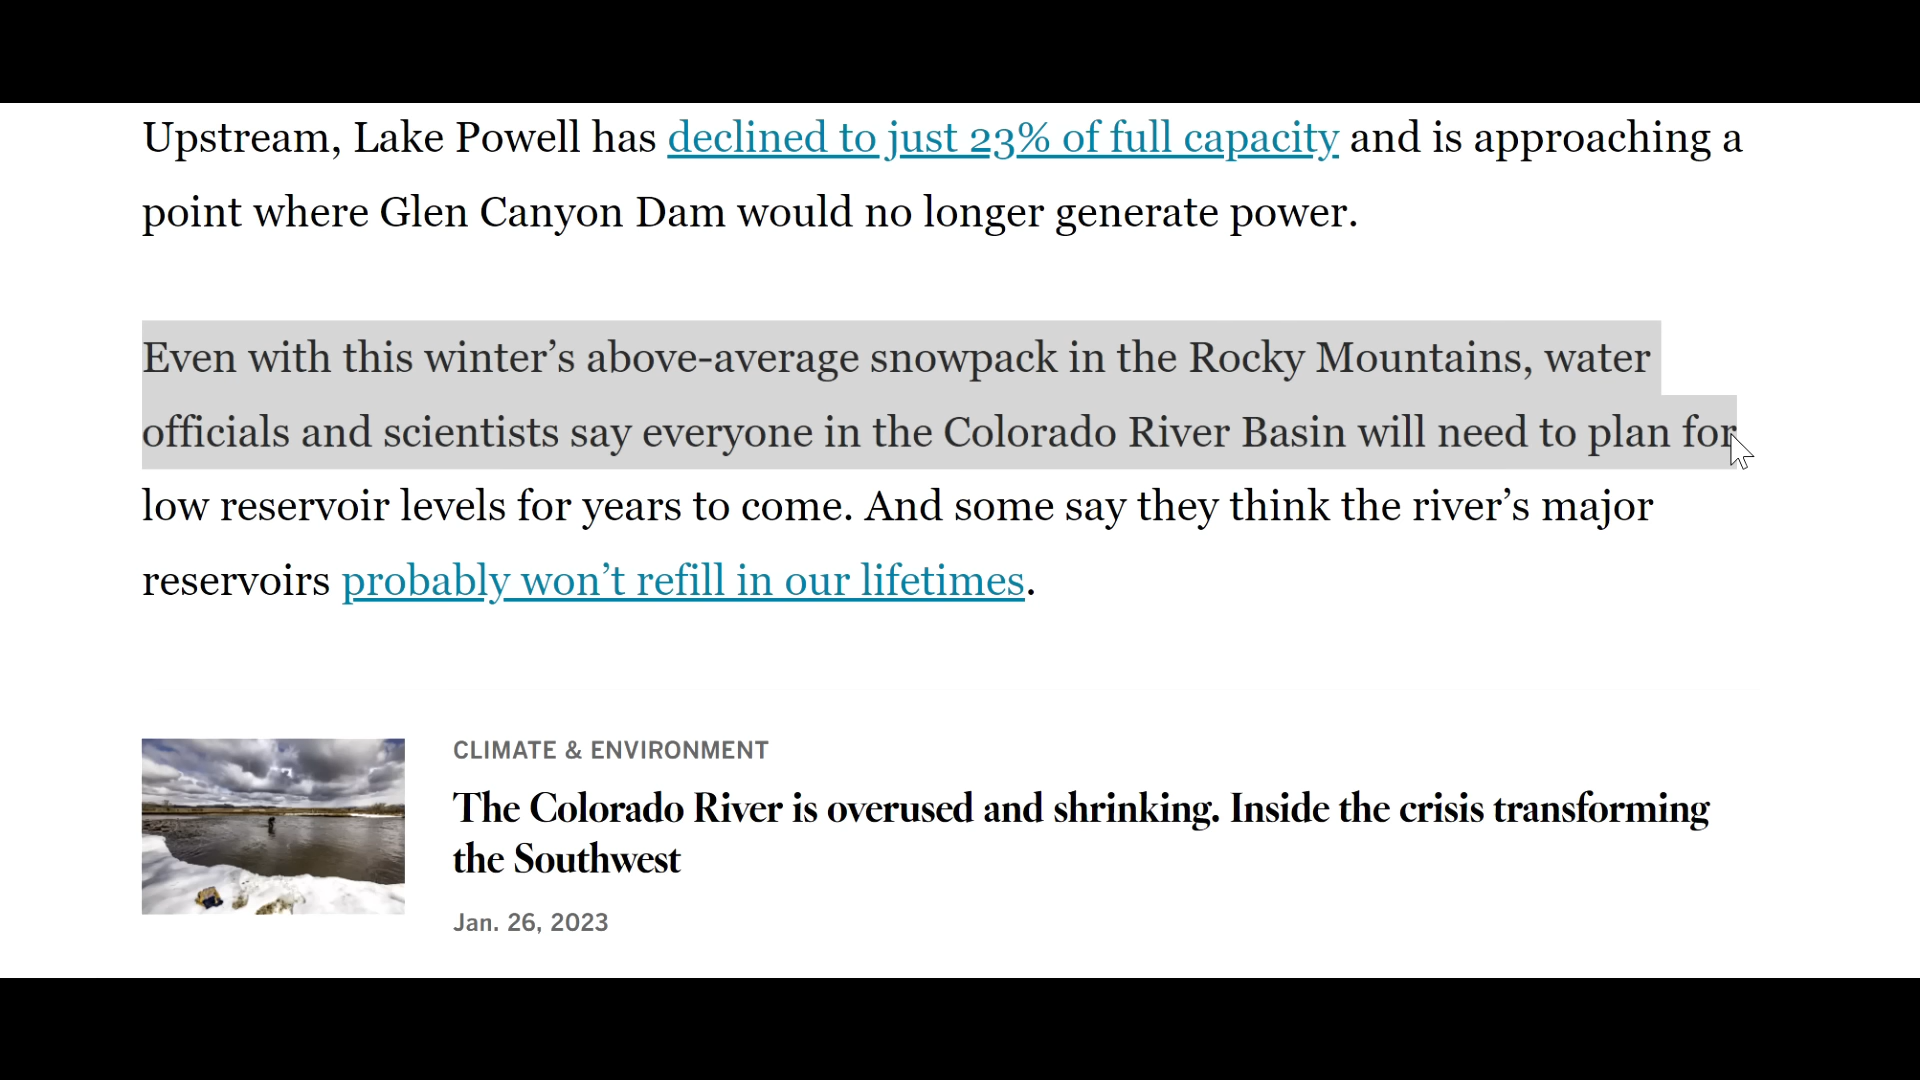 Upstream, Lake Powell has declined to just 23% of full capacity and is approaching a
point where Glen Canyon Dam would no longer generate power.
Even with this winter’s above-average snowpack in the Rocky Mountains, water
officials and scientists say everyone in the Colorado River Basin will need to plan for
low reservoir levels for years to come. And some say they think the river’s major
reservoirs probably won’t refill in our lifetimes.
CLIMATE & ENVIRONMENT
The Colorado River is overused and shrinking. Inside the crisis transforming
the Southwest
Jan. 26, 2023